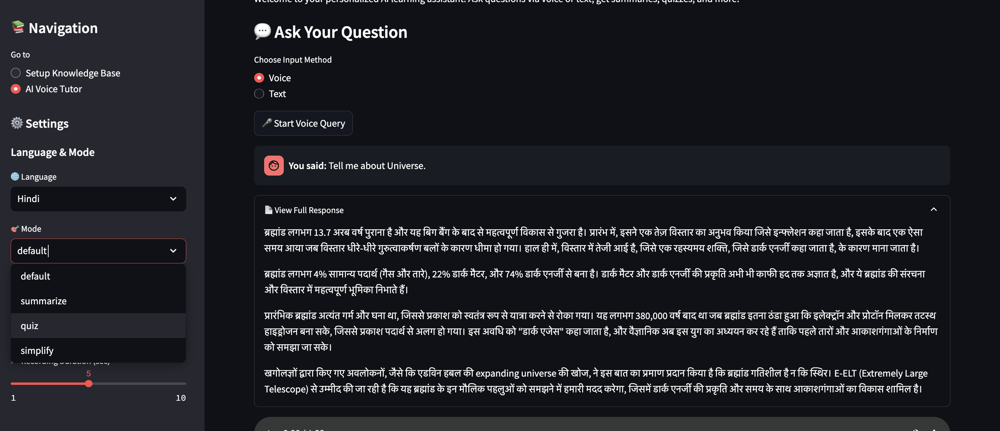 Navigation
Go to
Setup Knowledge Base
AI Voice Tutor
Settings
Language & Mode
Language
Hindi
Mode
default
default
summarize
quiz
simplify
Recording Duration (sec)
5
1
10
Welcome to your personalized AI learning assistant. Ask questions via voice or text, get summaries, quizzes, and more!
Ask Your Question
Choose Input Method
Voice
Text
Start Voice Query
You said: Tell me about Universe.
View Full Response
ब्रह्मांड लगभग 13.7 अरब वर्ष पुराना है और यह बिग बैंग के बाद से महत्वपूर्ण विकास से गुजरा है। प्रारंभ में, इसने एक तेज़ विस्तार का अनुभव किया जिसे इन्फ्लेशन कहा जाता है, इसके बाद एक ऐसा
समय आया जब विस्तार धीरे-धीरे गुरुत्वाकर्षण बलों के कारण धीमा हो गया। हाल ही में, विस्तार में तेजी आई है, जिसे एक रहस्यमय शक्ति, जिसे डार्क एनर्जी कहा जाता है, के कारण माना जाता है।
ब्रह्मांड लगभग 4% सामान्य पदार्थ (गैस और तारे), 22% डार्क मैटर, और 74% डार्क एनर्जी से बना है। डार्क मैटर और डार्क एनर्जी की प्रकृति अभी भी काफी हद तक अज्ञात है, और ये ब्रह्मांड की संरचना
और विस्तार में महत्वपूर्ण भूमिका निभाते हैं।
प्रारंभिक ब्रह्मांड अत्यंत गर्म और घना था, जिससे प्रकाश को स्वतंत्र रूप से यात्रा करने से रोका गया। यह लगभग 380,000 वर्ष बाद था जब ब्रह्मांड इतना ठंडा हुआ कि इलेक्ट्रॉन और प्रोटॉन मिलकर तटस्थ
हाइड्रोजन बना सके, जिससे प्रकाश पदार्थ से अलग हो गया। इस अवधि को "डार्क एजेस" कहा जाता है, और वैज्ञानिक अब इस युग का अध्ययन कर रहे हैं ताकि पहले तारों और आकाशगंगाओं के निर्माण
को समझा जा सके।
खगोलज्ञों द्वारा किए गए अवलोकनों, जैसे कि एडविन हबल की expanding universe की खोज, ने इस बात का प्रमाण प्रदान किया है कि ब्रह्मांड गतिशील है न कि स्थिर। E-ELT (Extremely Large
Telescope) से उम्मीद की जा रही है कि यह ब्रह्मांड के इन मौलिक पहलुओं को समझने में हमारी मदद करेगा, जिसमें डार्क एनर्जी की प्रकृति और समय के साथ आकाशगंगाओं का विकास शामिल है।